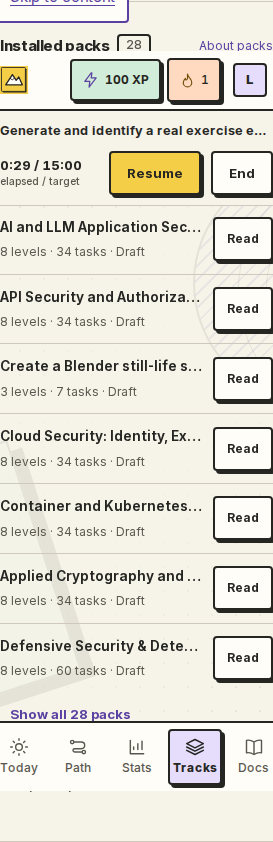 Skip to content
Installed packs 28 About packs
100 XP 1 L
Generate and identify a real exercise e...
0:29 / 15:00
elapsed / target
Resume End
AI and LLM Application Sec...
8 levels · 34 tasks · Draft
Read
API Security and Authoriza...
8 levels · 34 tasks · Draft
Read
Create a Blender still-life s...
3 levels · 7 tasks · Draft
Read
Cloud Security: Identity, Ex...
8 levels · 34 tasks · Draft
Read
Container and Kubernetes...
8 levels · 34 tasks · Draft
Read
Applied Cryptography and ...
8 levels · 34 tasks · Draft
Read
Defensive Security & Dete...
8 levels · 60 tasks · Draft
Read
Show all 28 packs
Today Path Stats Tracks Docs